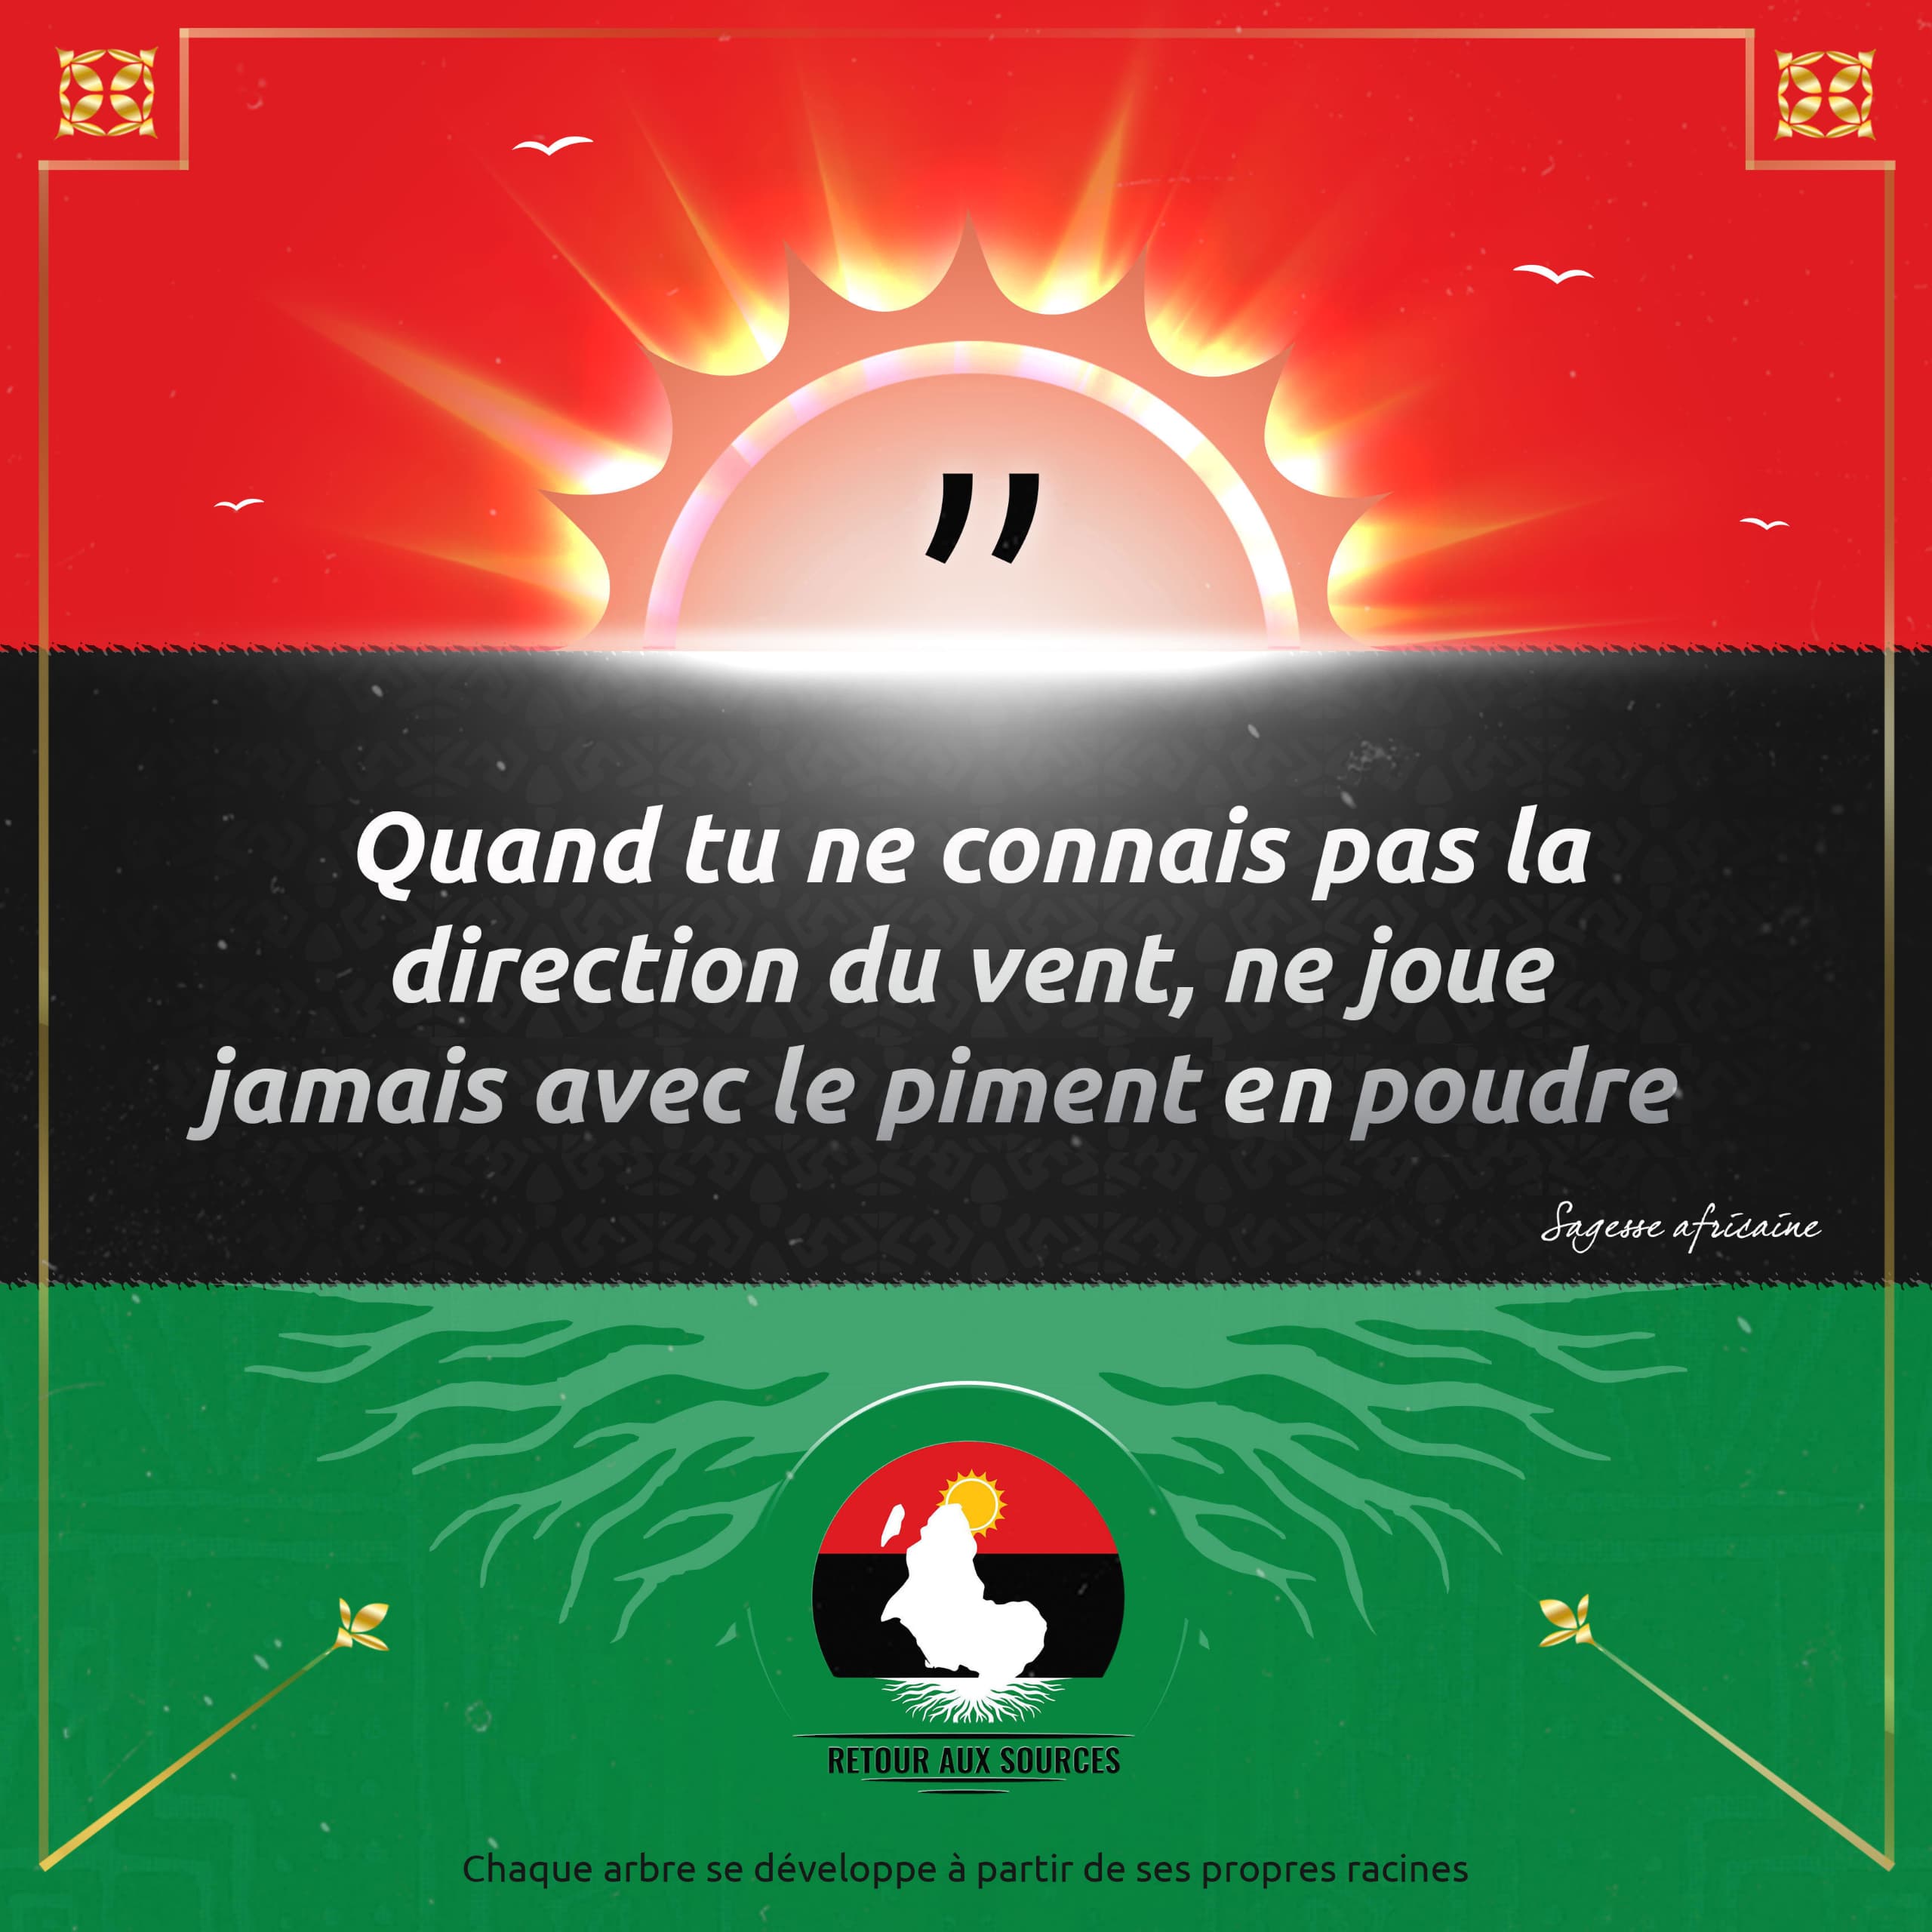 ”
Quand tu ne connais pas la
direction du vent, ne joue
jamais avec le piment en poudre
Sagesse africaine
RETOUR AUX SOURCES
Chaque arbre se développe à partir de ses propres racines